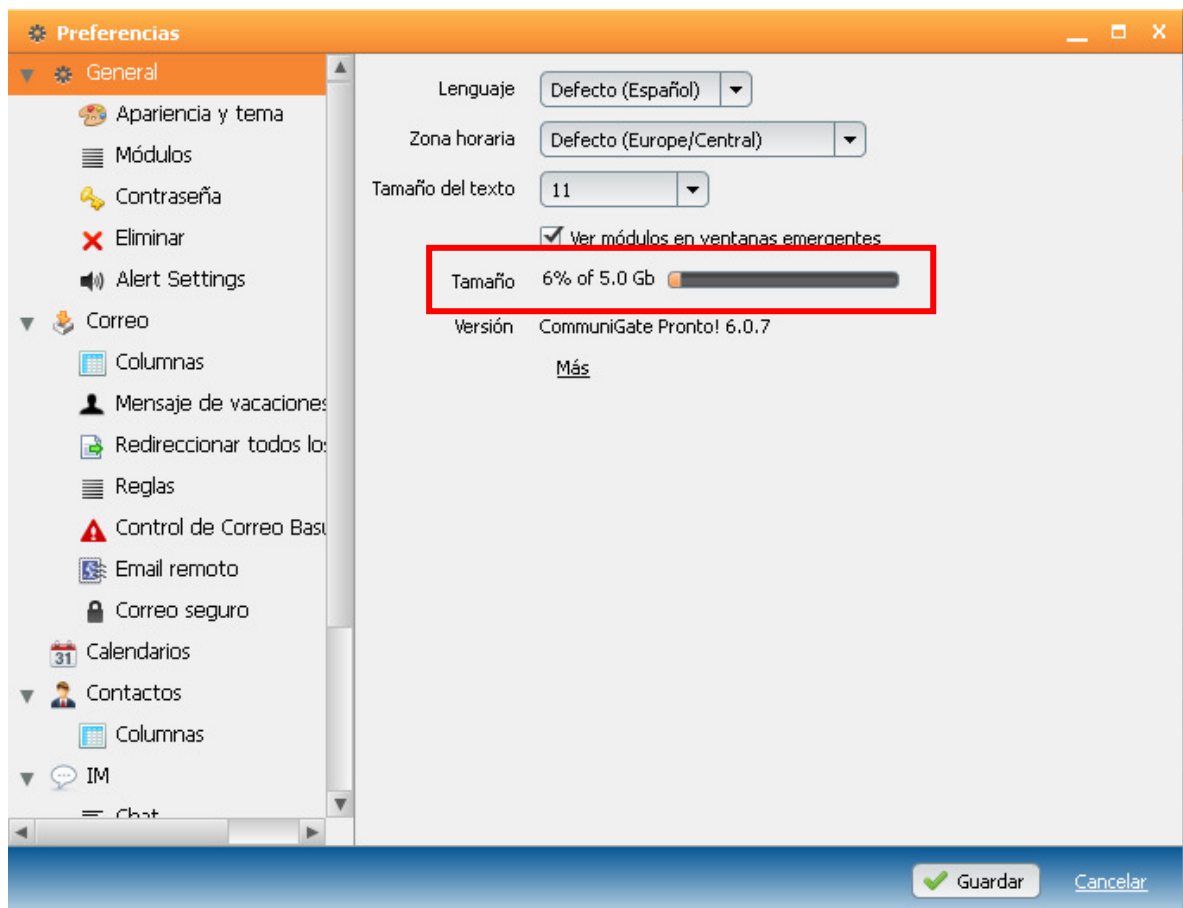 Preferencias
General
Apariencia y tema
Módulos
Contraseña
Eliminar
Alert Settings
Correo
Columnas
Mensaje de vacaciones
Redireccionar todos los
Reglas
Control de Correo Basu
Email remoto
Correo seguro
31 Calendarios
Contactos
Columnas
IM
Chat
Lenguaje Defecto (Español)
Zona horaria Defecto (Europe/Central)
Tamaño del texto 11
Ver módulos en ventanas emergentes
Tamaño 6% of 5.0 Gb
Versión CommuniGate Pronto! 6.0.7
Más
Guardar Cancelar